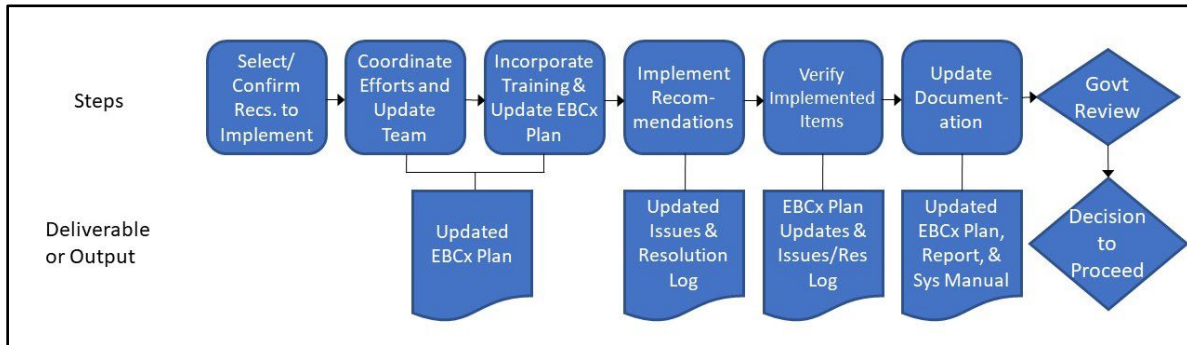 Steps
Select/
Confirm
Recs. to
Implement
Coordinate
Efforts and
Update
Team
Incorporate
Training &
Update EBCx
Plan
Implement
Recom-
mendations
Verify
Implemented
Items
Update
Document-
ation
Govt
Review
Deliverable
or Output
Updated
EBCx Plan
Updated
Issues &
Resolution
Log
EBCx Plan
Updates &
Issues/Res
Log
Updated
EBCx Plan,
Report, &
Sys Manual
Decision
to
Proceed